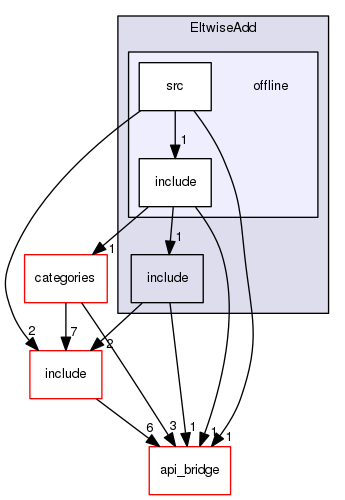 EltwiseAdd
src
offline
1
include
1
1
categories
include
2
7
2
include
6
3
1
1
1
api_bridge